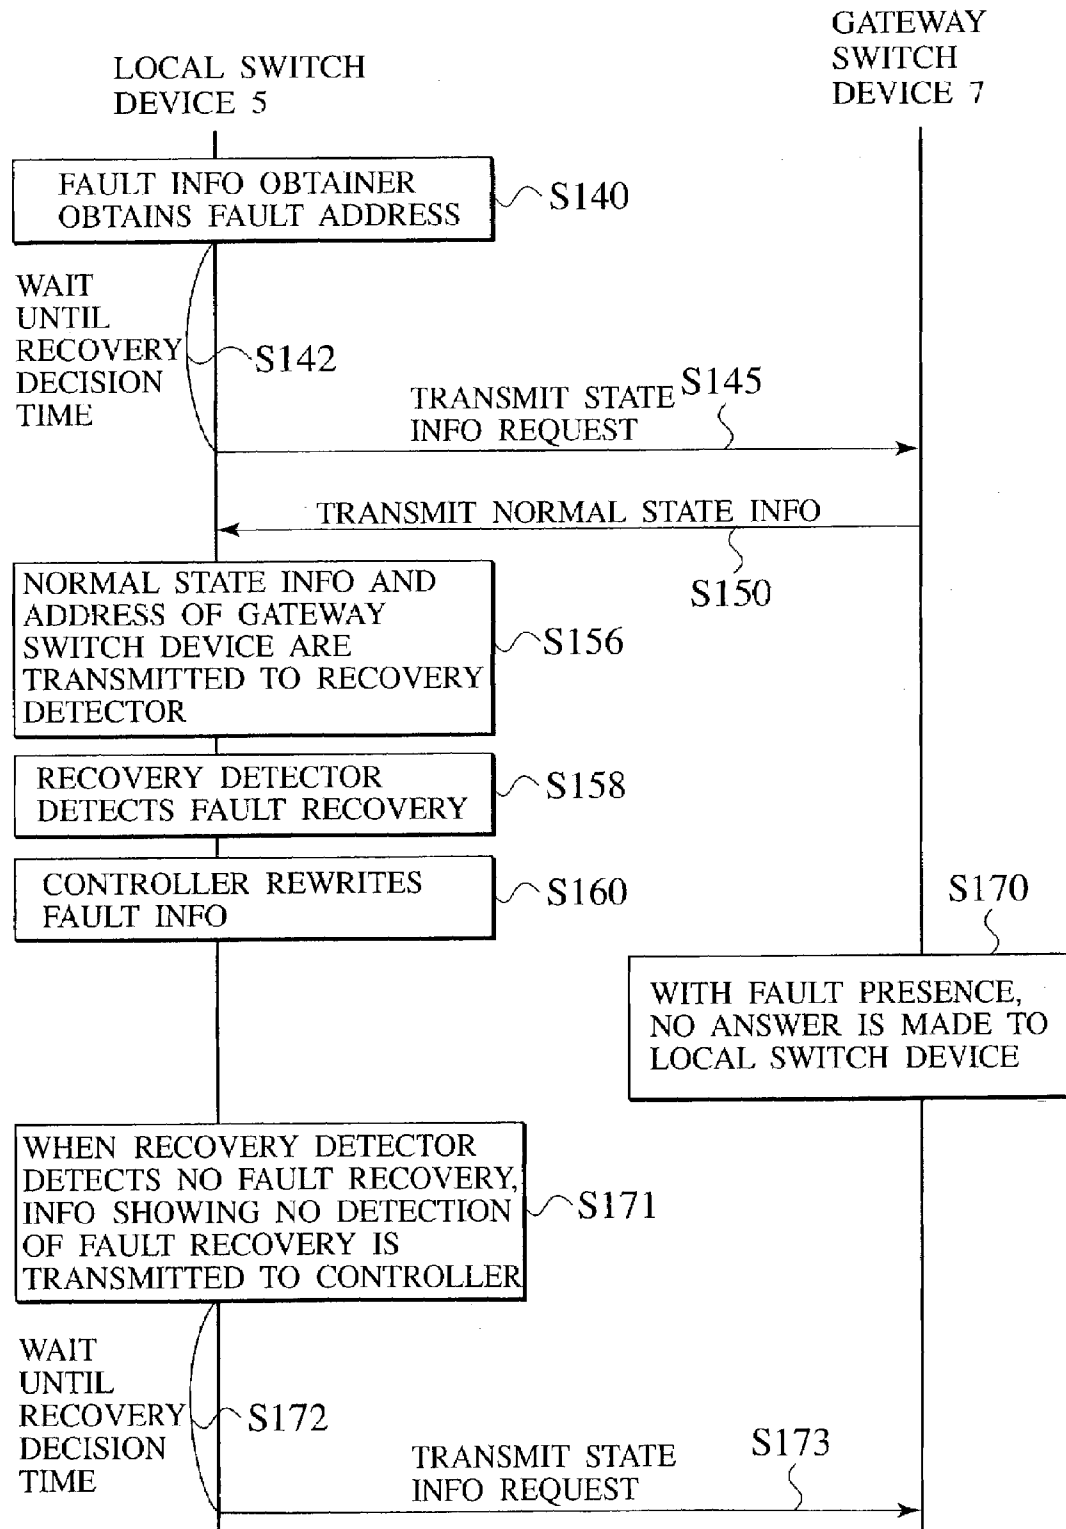 LOCAL SWITCH
DEVICE 5
GATEWAY
SWITCH
DEVICE 7
FAULT INFO OBTAINER
OBTAINS FAULT ADDRESS
S140
WAIT
UNTIL
RECOVERY
DECISION
TIME
S142
TRANSMIT STATE
INFO REQUEST
S145
TRANSMIT NORMAL STATE INFO
S150
NORMAL STATE INFO AND
ADDRESS OF GATEWAY
SWITCH DEVICE ARE
TRANSMITTED TO RECOVERY
DETECTOR
S156
RECOVERY DETECTOR
DETECTS FAULT RECOVERY
S158
CONTROLLER REWRITES
FAULT INFO
S160
S170
WITH FAULT PRESENCE,
NO ANSWER IS MADE TO
LOCAL SWITCH DEVICE
WHEN RECOVERY DETECTOR
DETECTS NO FAULT RECOVERY,
INFO SHOWING NO DETECTION
OF FAULT RECOVERY IS
TRANSMITTED TO CONTROLLER
S171
WAIT
UNTIL
RECOVERY
DECISION
TIME
S172
TRANSMIT STATE
INFO REQUEST
S173